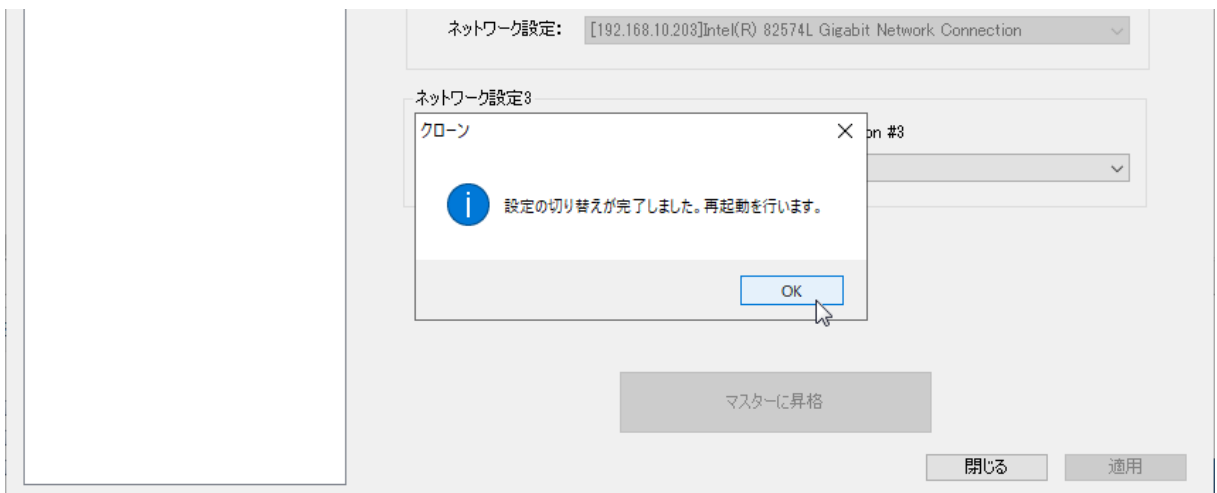 ネットワーク設定:
[192.168.10.203]Intel(R) 82574L Gigabit Network Connection
ネットワーク設定3
クローン
on #3
設定の切り替えが完了しました。再起動を行います。
OK
マスターに昇格
閉じる
適用